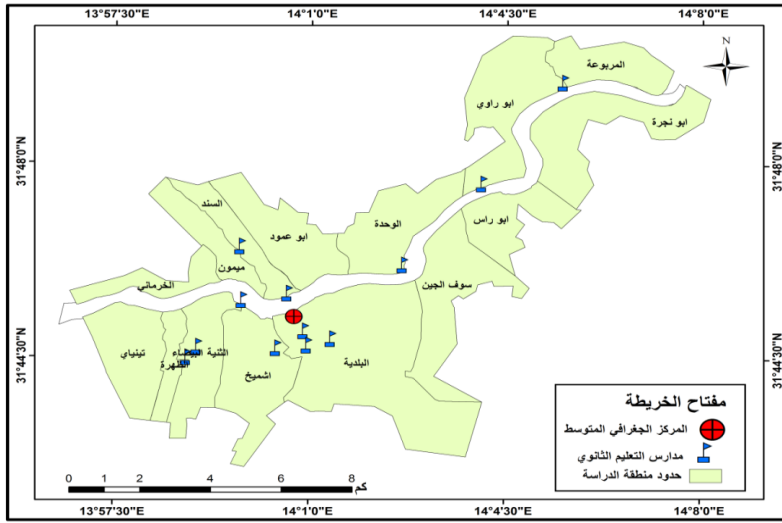 13°57'30"E 14°1'0"E 14°4'30"E 14°8'0"E
N
المربوعة
ابو راوي
ابو نجرة
31°48'0"N 31°48'0"N
السند
الوحدة
ابو راس
ابو عمود
ميمون
سوف الجين
الخرماني
تينياي
الثنية
البيضاء
الظهرة
البلدية
اشميخ
31°44'30"N 31°44'30"N
مفتاح الخريطة
المركز الجغرافي المتوسط
مدارس التعليم الثانوي
حدود منطقة الدراسة
0 1 2 4 6 8
كم
13°57'30"E 14°1'0"E 14°4'30"E 14°8'0"E